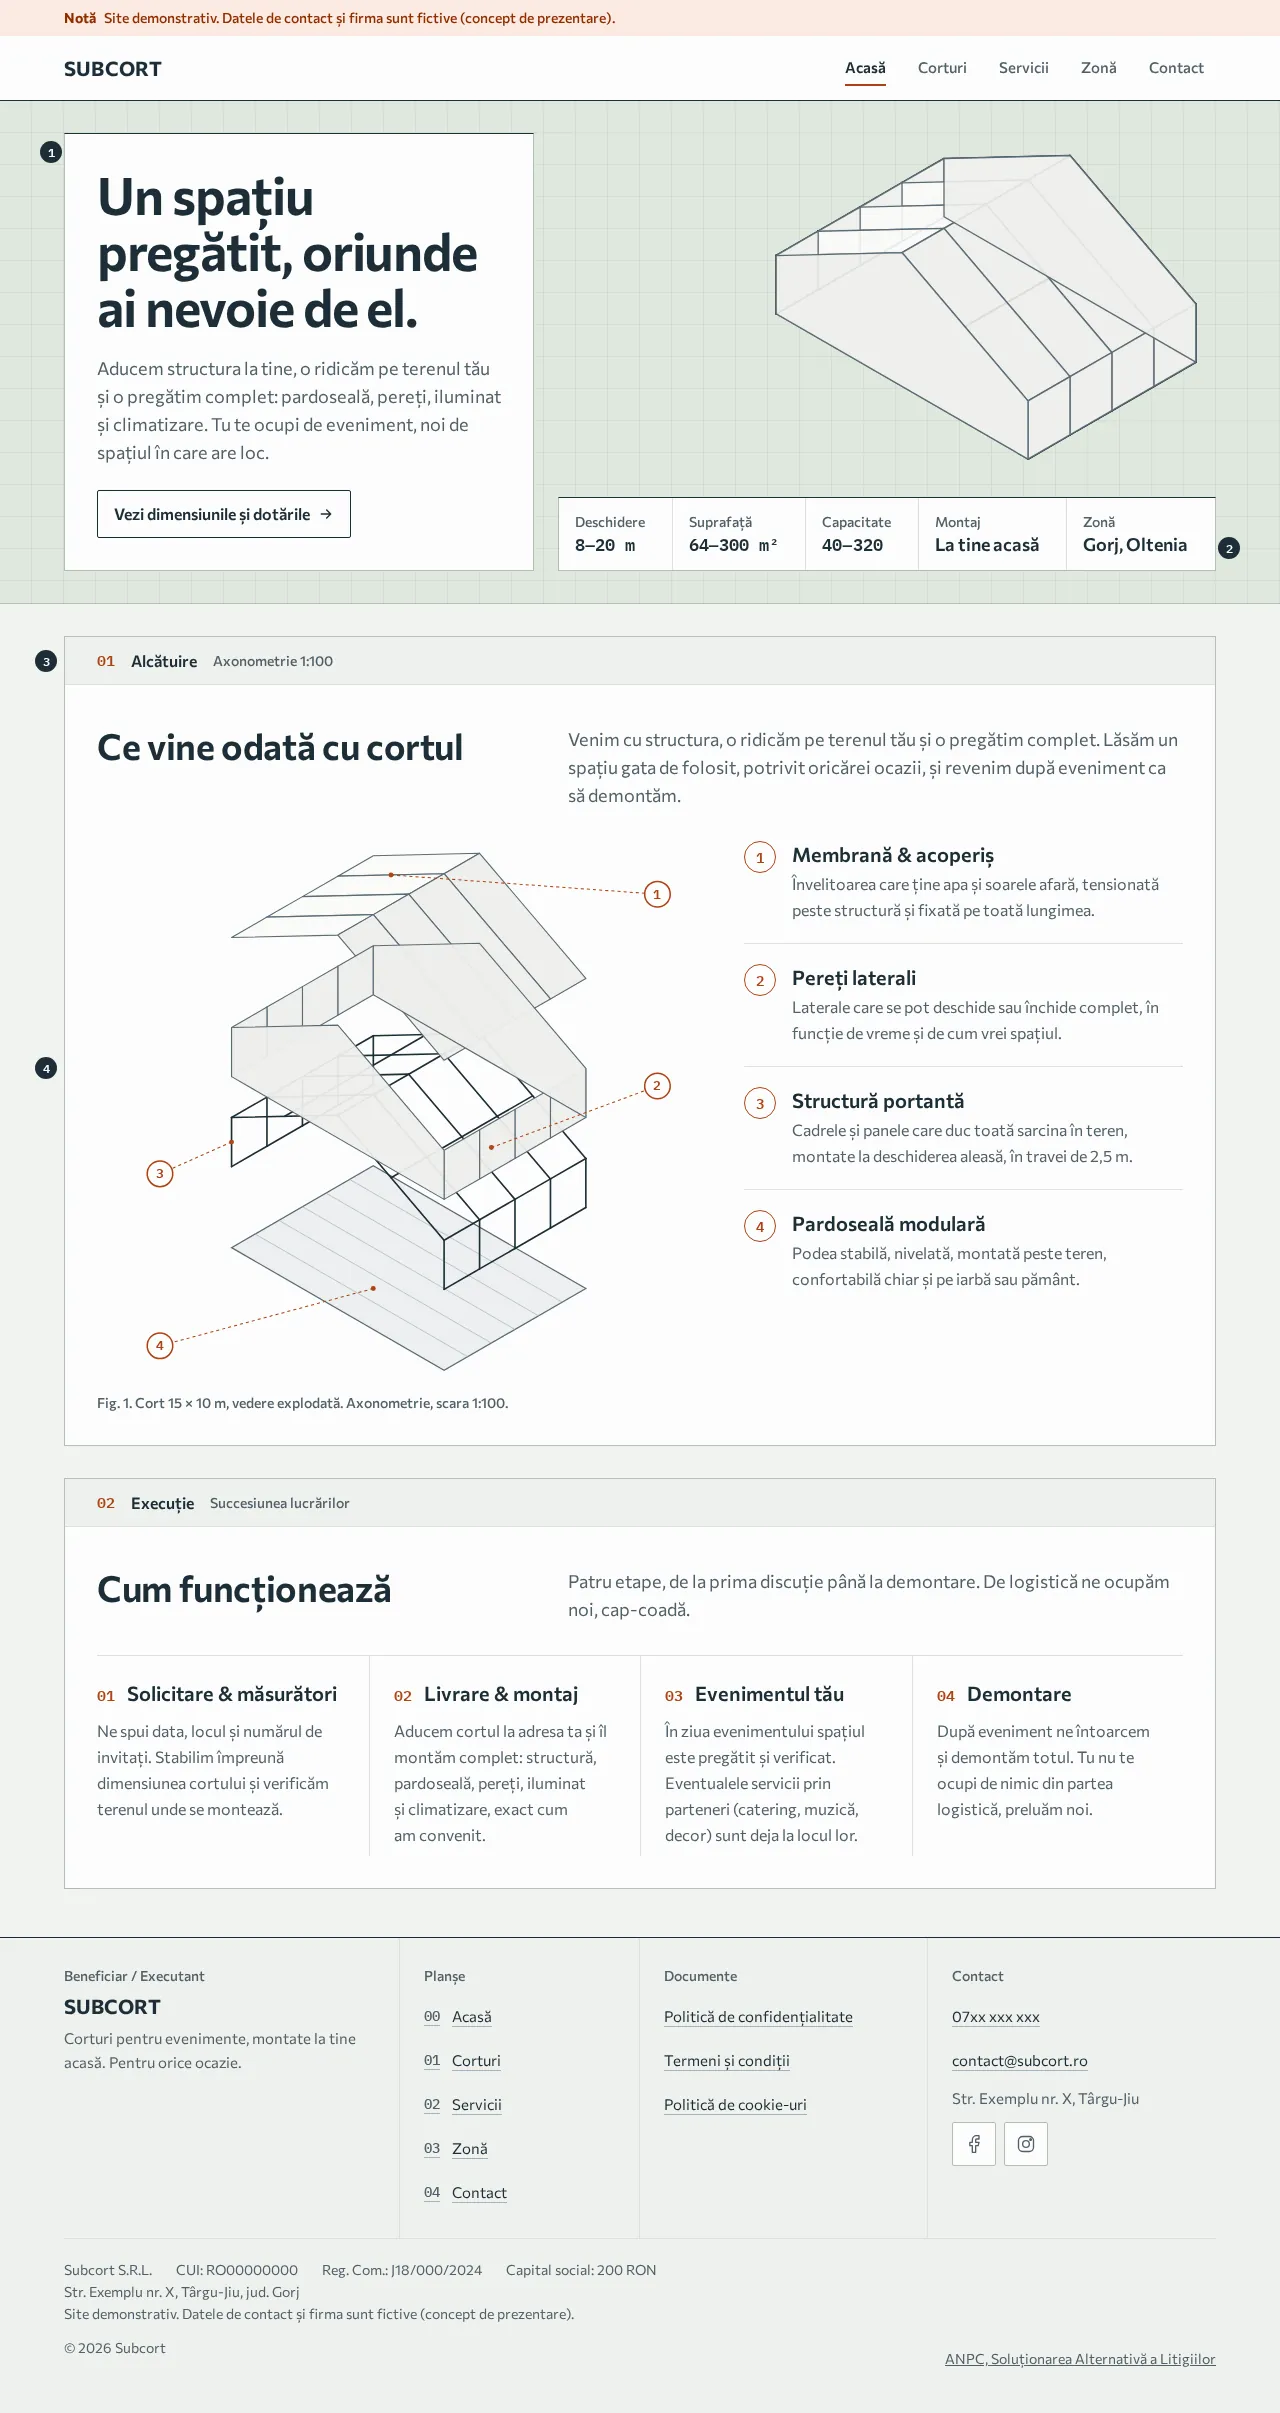 Notă Site demonstrativ. Datele de contact și firma sunt fictive (concept de prezentare).
SUBCORT
Acasă Corturi Servicii Zonă Contact
1
Un spațiu
pregătit, oriunde
ai nevoie de el.
Aducem structura la tine, o ridicăm pe terenul tău
și o pregătim complet: pardoseală, pereți, iluminat
și climatizare. Tu te ocupi de eveniment, noi de
spațiul în care are loc.
Vezi dimensiunile și dotările →
Deschidere
8–20 m
Suprafață
64–300 m²
Capacitate
40–320
Montaj
La tine acasă
Zonă
Gorj, Oltenia
2
3
01 Alcătuire Axonometrie 1:100
Ce vine odată cu cortul
Venim cu structura, o ridicăm pe terenul tău și o pregătim complet. Lăsăm un
spațiu gata de folosit, potrivit oricărei ocazii, și revenim după eveniment ca
să demontăm.
1
2
3
4
4
Fig. 1. Cort 15 × 10 m, vedere explodată. Axonometrie, scara 1:100.
1 Membrană & acoperiș
Învelitoarea care ține apa și soarele afară, tensionată
peste structură și fixată pe toată lungimea.
2 Pereți laterali
Laterale care se pot deschide sau închide complet, în
funcție de vreme și de cum vrei spațiul.
3 Structură portantă
Cadrele și panele care duc toată sarcina în teren,
montate la deschiderea aleasă, în travei de 2,5 m.
4 Pardoseală modulară
Podea stabilă, nivelată, montată peste teren,
confortabilă chiar și pe iarbă sau pământ.
02 Execuție Succesiunea lucrărilor
Cum funcționează
Patru etape, de la prima discuție până la demontare. De logistică ne ocupăm
noi, cap-coadă.
01 Solicitare & măsurători
Ne spui data, locul și numărul de
invitați. Stabilim împreună
dimensiunea cortului și verificăm
terenul unde se montează.
02 Livrare & montaj
Aducem cortul la adresa ta și îl
montăm complet: structură,
pardoseală, pereți, iluminat
și climatizare, exact cum
am convenit.
03 Evenimentul tău
În ziua evenimentului spațiul
este pregătit și verificat.
Eventualele servicii prin
parteneri (catering, muzică,
decor) sunt deja la locul lor.
04 Demontare
După eveniment ne întoarcem
și demontăm totul. Tu nu te
ocupi de nimic din partea
logistică, preluăm noi.
Beneficiar / Executant
SUBCORT
Corturi pentru evenimente, montate la tine
acasă. Pentru orice ocazie.
Planșe
00 Acasă
01 Corturi
02 Servicii
03 Zonă
04 Contact
Documente
Politică de confidențialitate
Termeni și condiții
Politică de cookie-uri
Contact
07xx xxx xxx
contact@subcort.ro
Str. Exemplu nr. X, Târgu-Jiu
Subcort S.R.L. CUI: RO00000000 Reg. Com.: J18/000/2024 Capital social: 200 RON
Str. Exemplu nr. X, Târgu-Jiu, jud. Gorj
Site demonstrativ. Datele de contact și firma sunt fictive (concept de prezentare).
© 2026 Subcort
ANPC, Soluționarea Alternativă a Litigiilor